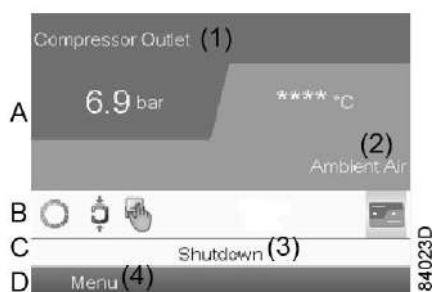 Compressor Outlet (1)
A
6.9 bar
**** °C
(2)
Ambient Air
B
C
Shutdown (3)
D
Menu (4)
84023D